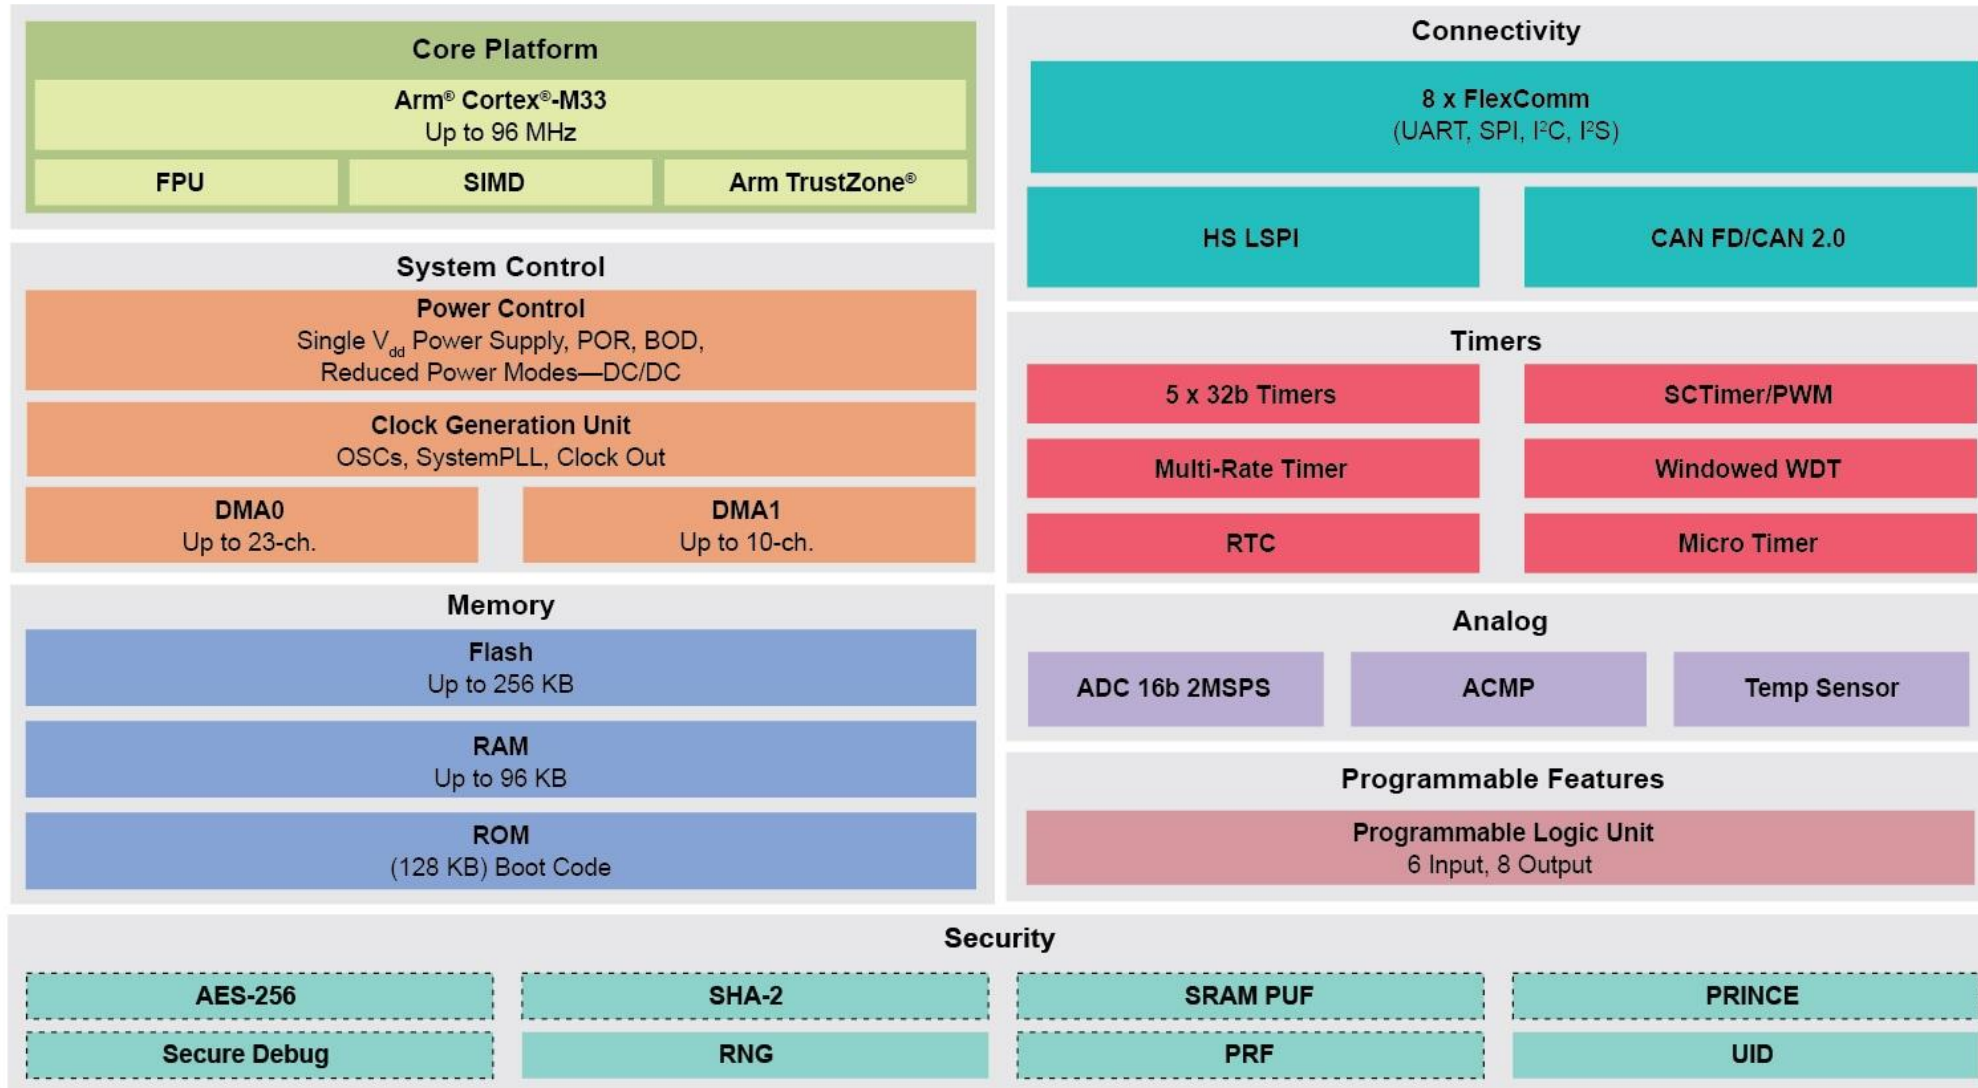 Core Platform
Arm® Cortex®-M33
Up to 96 MHz
FPU
SIMD
Arm TrustZone®
System Control
Power Control
Single Vdd Power Supply, POR, BOD,
Reduced Power Modes—DC/DC
Clock Generation Unit
OSCs, SystemPLL, Clock Out
DMA0
Up to 23-ch.
DMA1
Up to 10-ch.
Memory
Flash
Up to 256 KB
RAM
Up to 96 KB
ROM
(128 KB) Boot Code
Connectivity
8 x FlexComm
(UART, SPI, I²C, I²S)
HS LSPI
CAN FD/CAN 2.0
Timers
5 x 32b Timers
SCTimer/PWM
Multi-Rate Timer
Windowed WDT
RTC
Micro Timer
Analog
ADC 16b 2MSPS
ACMP
Temp Sensor
Programmable Features
Programmable Logic Unit
6 Input, 8 Output
Security
AES-256
SHA-2
SRAM PUF
PRINCE
Secure Debug
RNG
PRF
UID